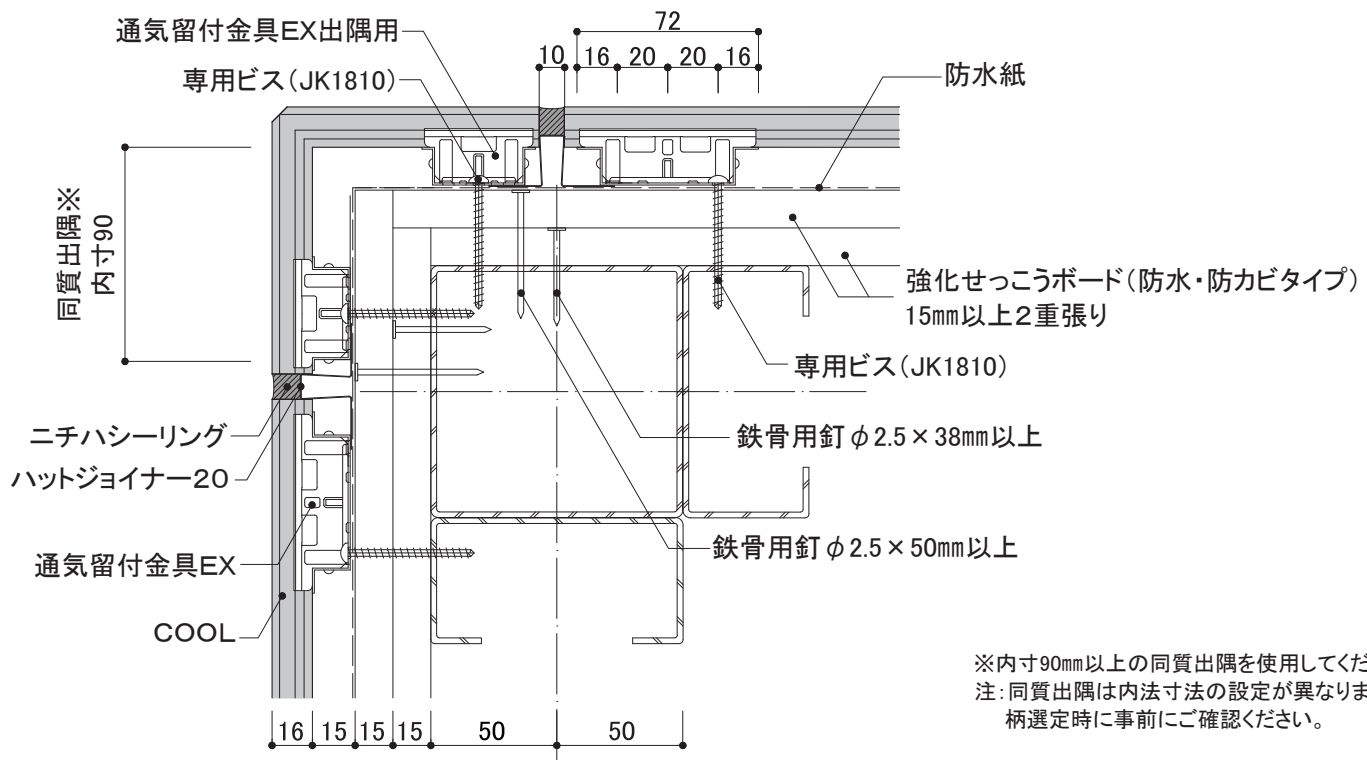 通気留付金具EX出隅用
専用ビス(JK1810)
72
10 16 20 20 16
防水紙
同質出隅※
内寸90
強化せっこうボード(防水・防カビタイプ)
15mm以上2重張り
専用ビス(JK1810)
ニチハシーリング
ハットジョイナー20
鉄骨用釘φ2.5×38mm以上
通気留付金具EX
鉄骨用釘φ2.5×50mm以上
COOL
※内寸90mm以上の同質出隅を使用してくだ
注:同質出隅は内法寸法の設定が異なりま
柄選定時に事前にご確認ください。
16 15 15 15 50 50